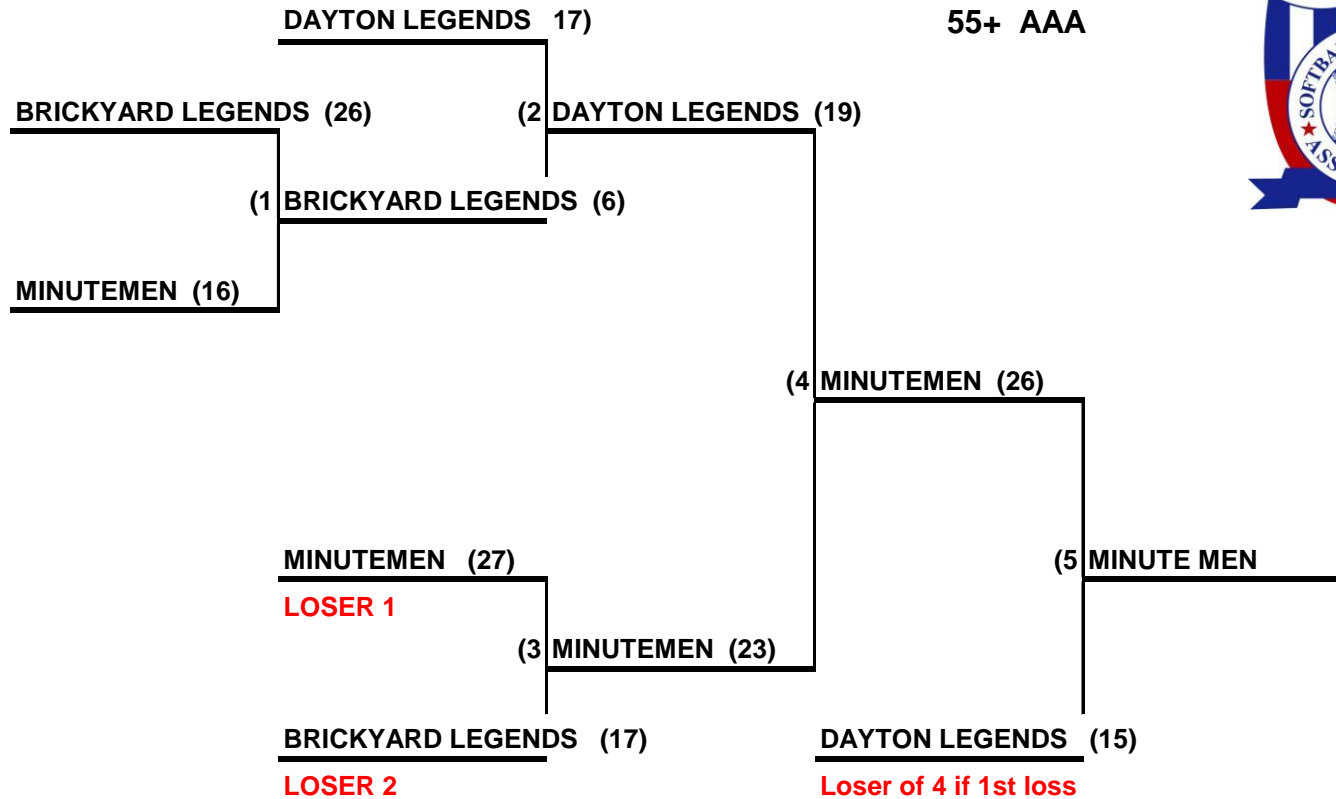 DAYTON LEGENDS 17)
55+ AAA
BRICKYARD LEGENDS (26)
(2 DAYTON LEGENDS (19)
(1 BRICKYARD LEGENDS (6)
MINUTEMEN (16)
(4 MINUTEMEN (26)
MINUTEMEN (27)
(5 MINUTE MEN
LOSER 1
(3 MINUTEMEN (23)
BRICKYARD LEGENDS (17)
DAYTON LEGENDS (15)
LOSER 2
Loser of 4 if 1st loss